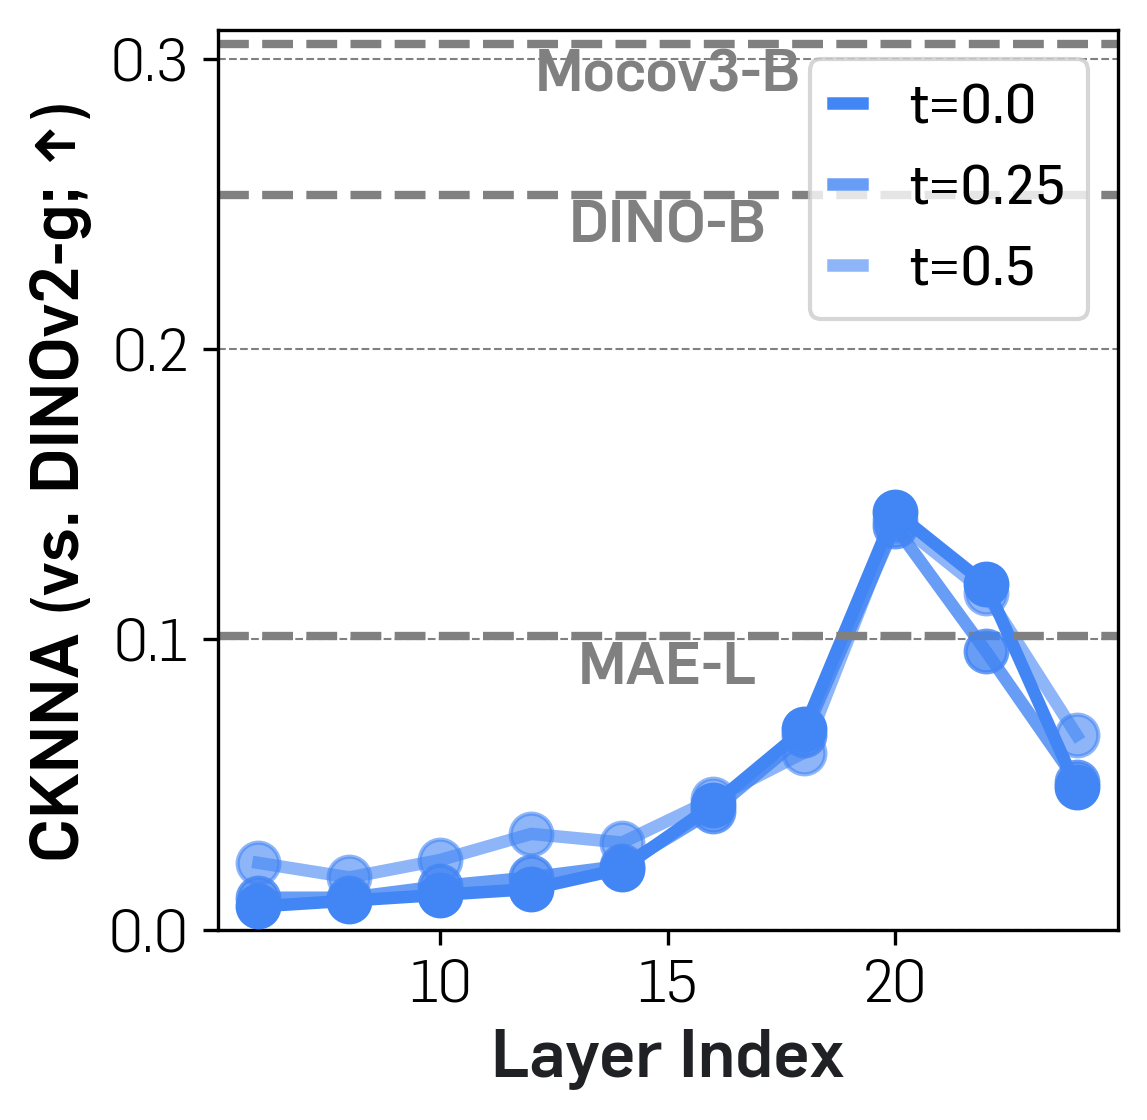 CKNNA (vs. DINOv2-g; ↑)
0.3
0.2
0.1
0.0
Mocov3-B
DINO-B
MAE-L
t=0.0
t=0.25
t=0.5
10 15 20
Layer Index